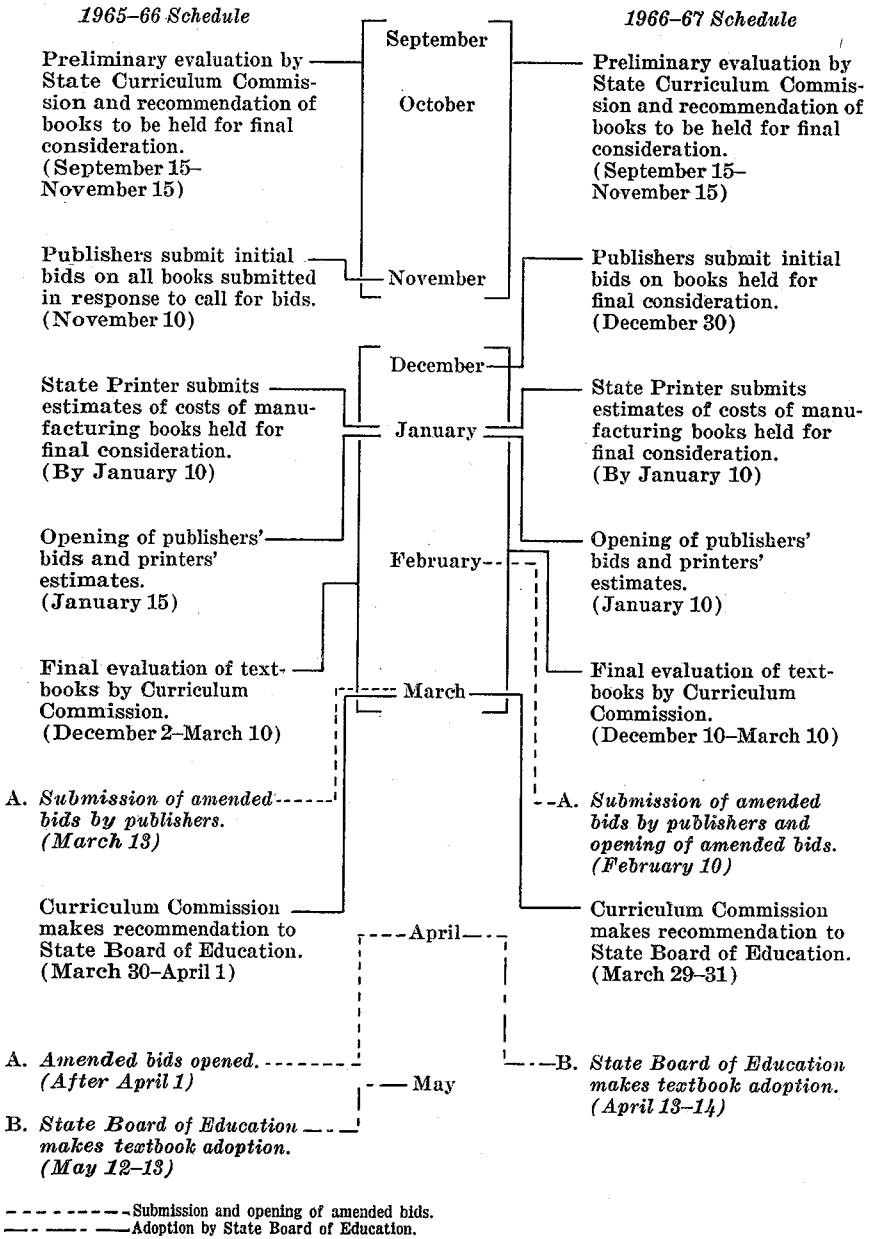 1965–66 Schedule
Preliminary evaluation by
State Curriculum Commis-
sion and recommendation of
books to be held for final
consideration.
(September 15–
November 15)
Publishers submit initial
bids on all books submitted
in response to call for bids.
(November 10)
State Printer submits
estimates of costs of manu-
facturing books held for
final consideration.
(By January 10)
Opening of publishers'
bids and printers'
estimates.
(January 15)
Final evaluation of text-
books by Curriculum
Commission.
(December 2–March 10)
A. Submission of amended
bids by publishers.
(March 13)
Curriculum Commission
makes recommendation to
State Board of Education.
(March 30–April 1)
A. Amended bids opened.
(After April 1)
B. State Board of Education
makes textbook adoption.
(May 12–13)
September
October
November
December
January
February
March
April
May
1966–67 Schedule
Preliminary evaluation by
State Curriculum Commis-
sion and recommendation of
books to be held for final
consideration.
(September 15–
November 15)
Publishers submit initial
bids on books held for
final consideration.
(December 30)
State Printer submits
estimates of costs of manu-
facturing books held for
final consideration.
(By January 10)
Opening of publishers'
bids and printers'
estimates.
(January 10)
Final evaluation of text-
books by Curriculum
Commission.
(December 10–March 10)
A. Submission of amended
bids by publishers and
opening of amended bids.
(February 10)
Curriculum Commission
makes recommendation to
State Board of Education.
(March 29–31)
B. State Board of Education
makes textbook adoption.
(April 13–14)
Submission and opening of amended bids.
Adoption by State Board of Education.